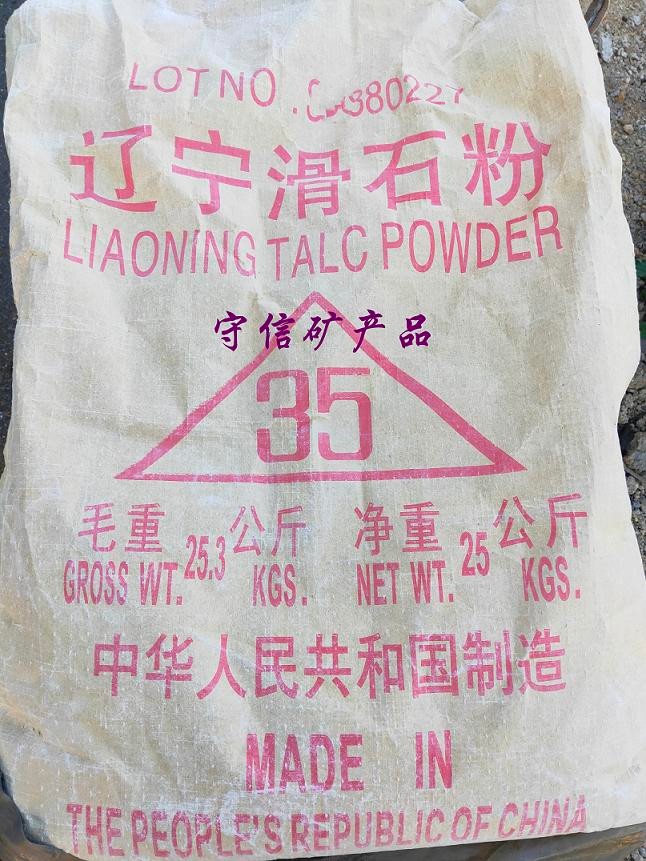 LOT NO.
辽宁滑石粉
LIAONING TALC POWDER
守信矿产品
35
毛重 25.3 公斤 净重 25 公斤
GROSS WT. KGS. NET WT. KGS.
中华人民共和国制造
MADE IN
THE PEOPLE'S REPUBLIC OF CHINA